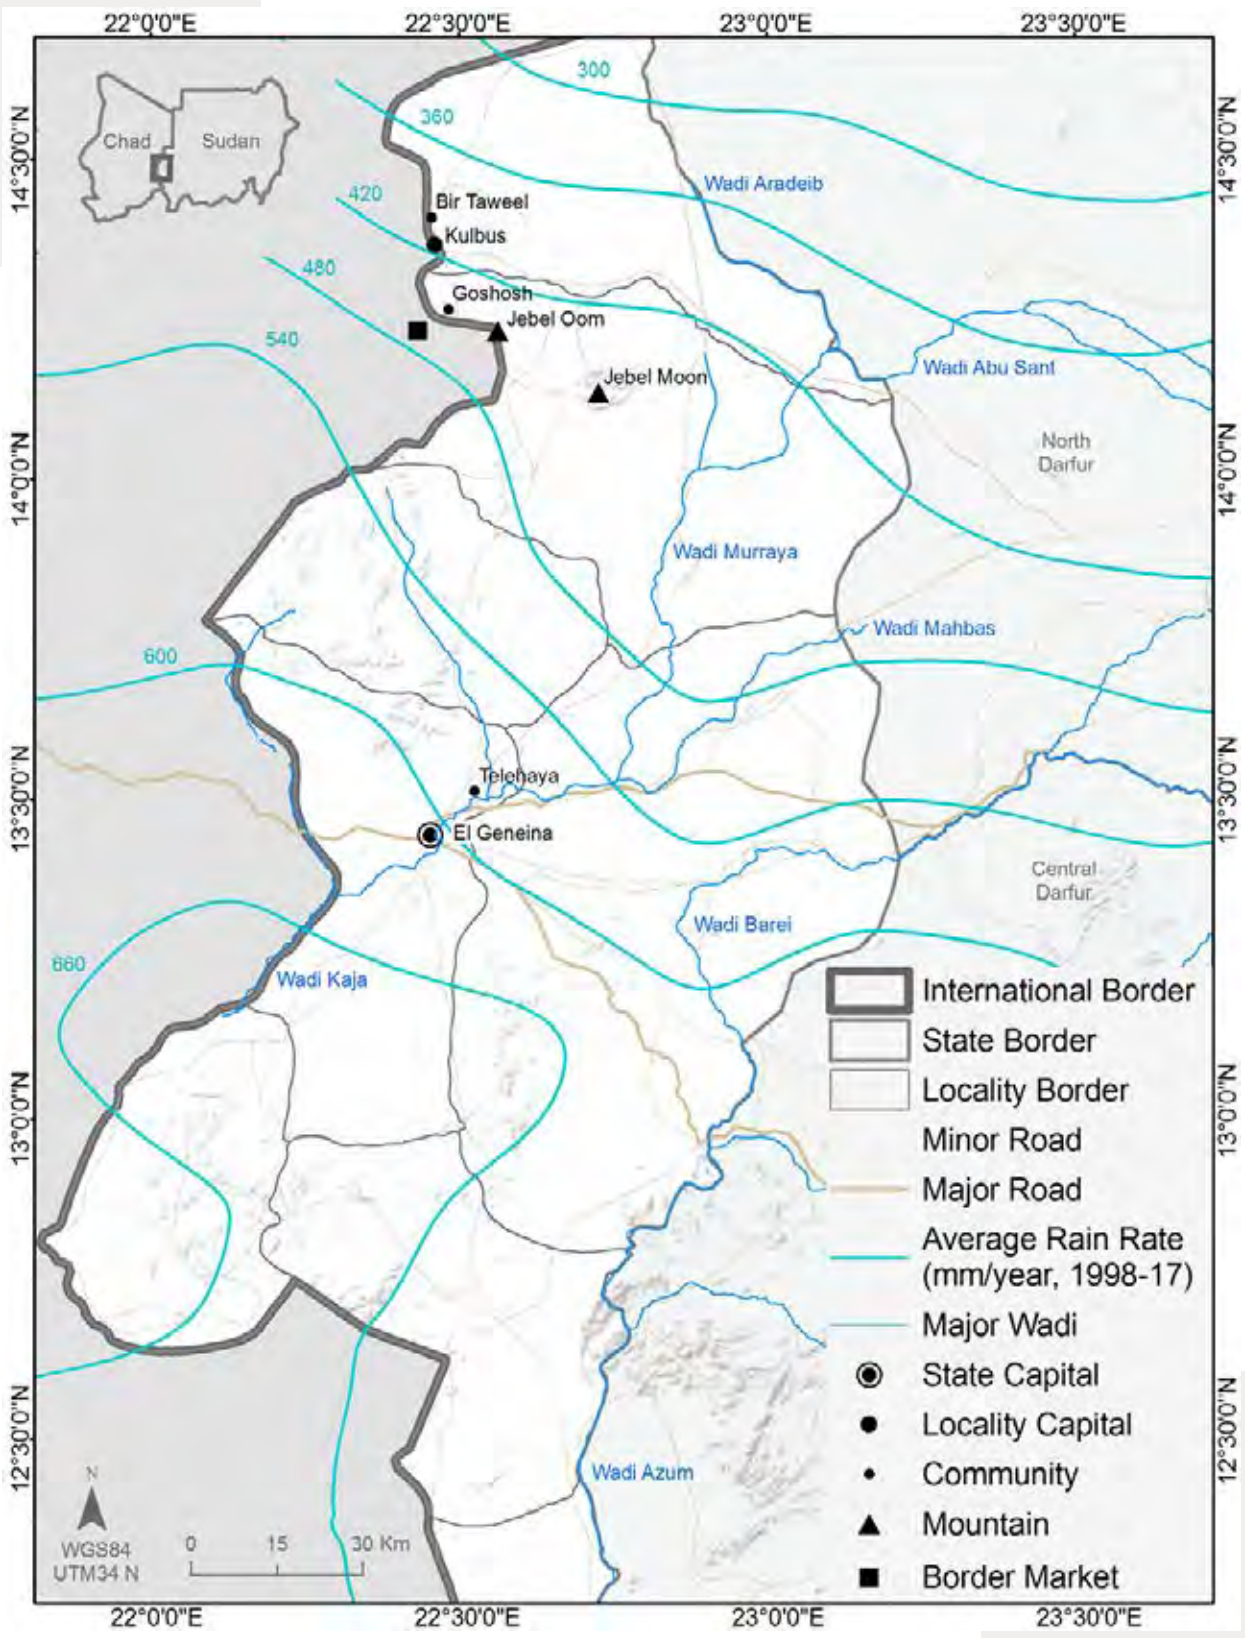 22°0'0"E
22°30'0"E
23°0'0"E
23°30'0"E
14°30'0"N
14°30'0"N
300
360
Chad
Sudan
Wadi Aradeib
420
Bir Taweel
Kulbus
480
Goshosh
Jebel Oom
540
Wadi Abu Sant
Jebel Moon
North
Darfur
14°0'0"N
14°0'0"N
Wadi Murraya
Wadi Mahbas
600
13°30'0"N
13°30'0"N
Telehaya
El Geneina
Central
Darfur
Wadi Barei
660
Wadi Kaja
13°0'0"N
13°0'0"N
International Border
State Border
Locality Border
Minor Road
Major Road
Average Rain Rate
(mm/year, 1998-17)
Major Wadi
State Capital
Locality Capital
Community
Mountain
Border Market
12°30'0"N
12°30'0"N
Wadi Azum
N
WGS84
UTM34 N
0 15 30 Km
22°0'0"E
22°30'0"E
23°0'0"E
23°30'0"E